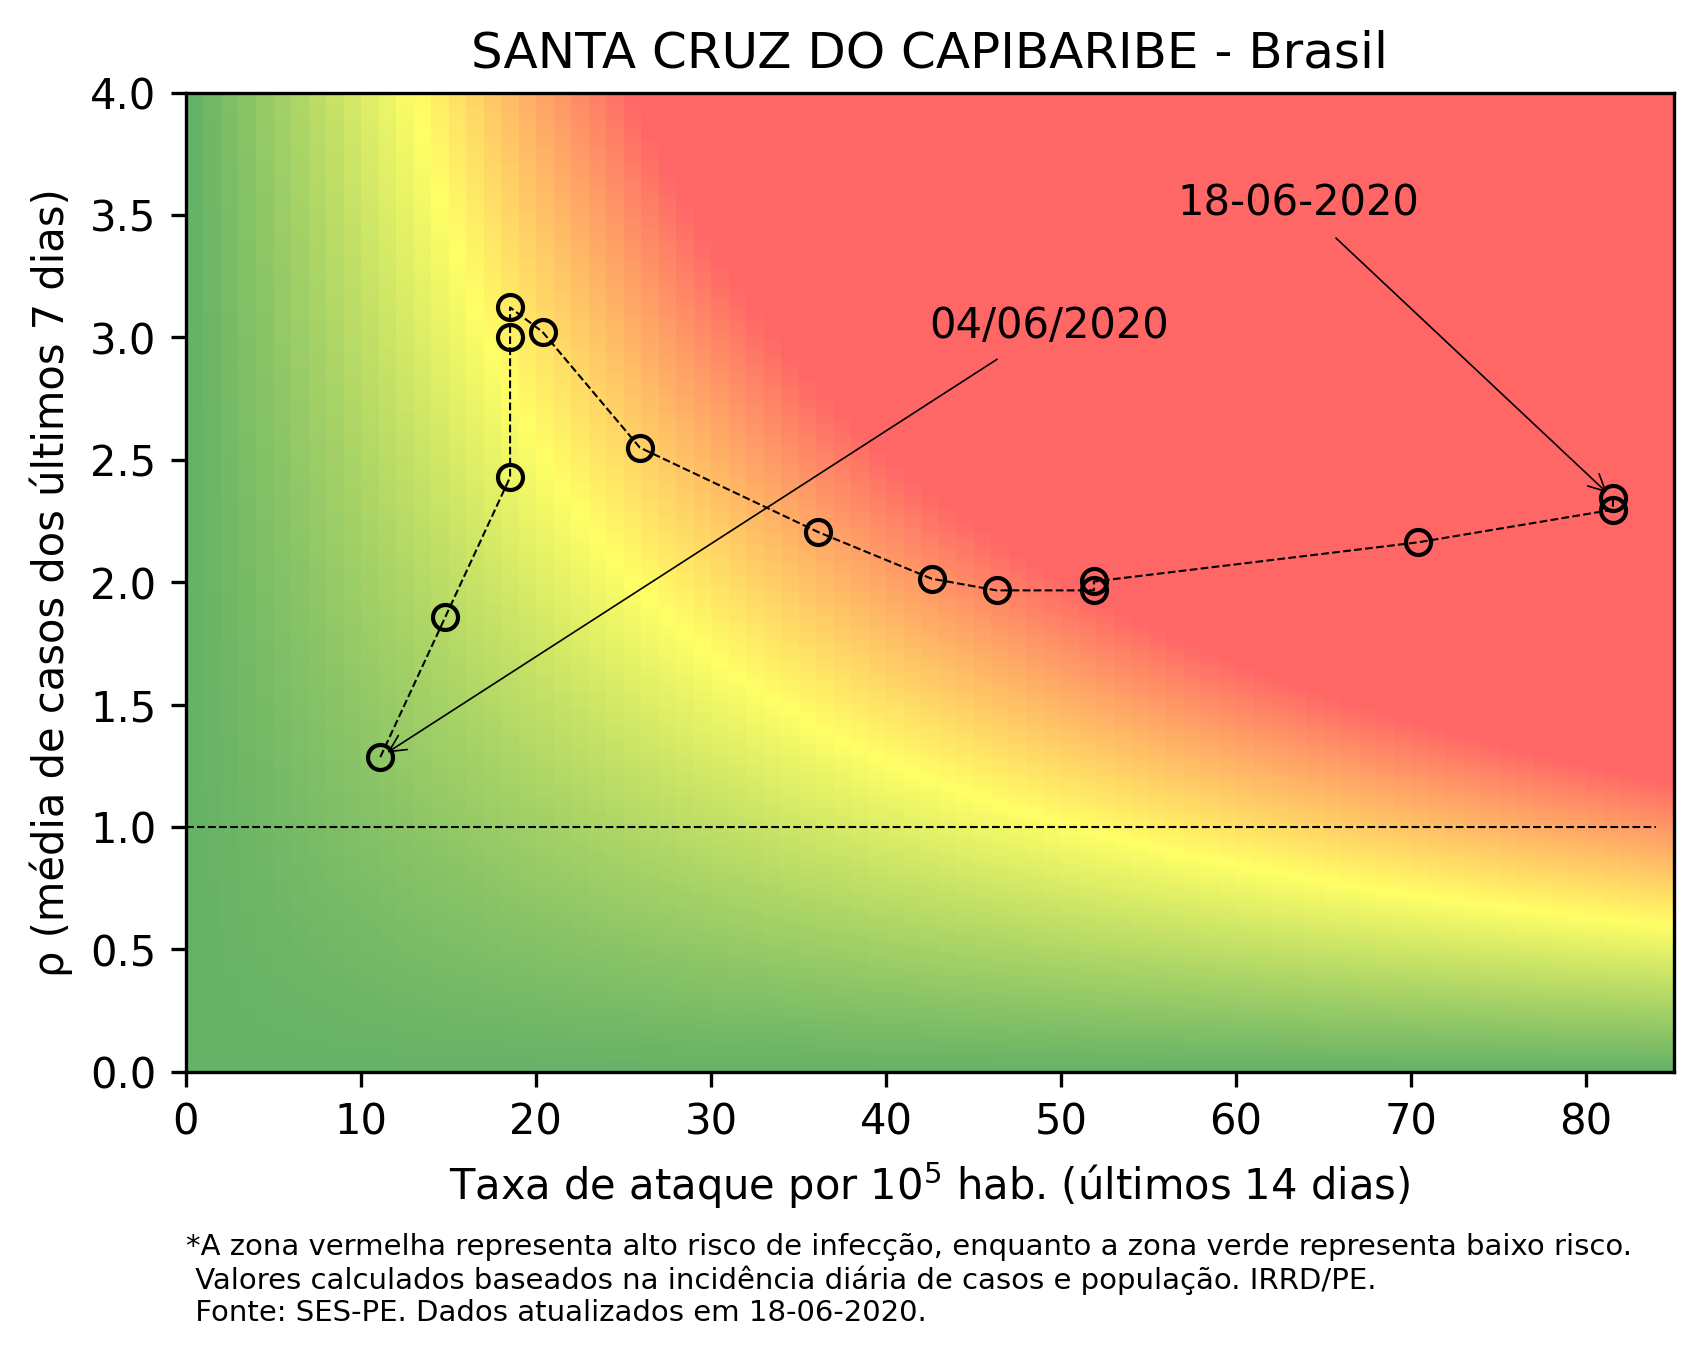 SANTA CRUZ DO CAPIBARIBE - Brasil
4.0
3.5
3.0
2.5
2.0
1.5
1.0
0.5
0.0
ρ (média de casos dos últimos 7 dias)
18-06-2020
04/06/2020
0 10 20 30 40 50 60 70 80
Taxa de ataque por 10⁵ hab. (últimos 14 dias)
*A zona vermelha representa alto risco de infecção, enquanto a zona verde representa baixo risco.
Valores calculados baseados na incidência diária de casos e população. IRRD/PE.
Fonte: SES-PE. Dados atualizados em 18-06-2020.